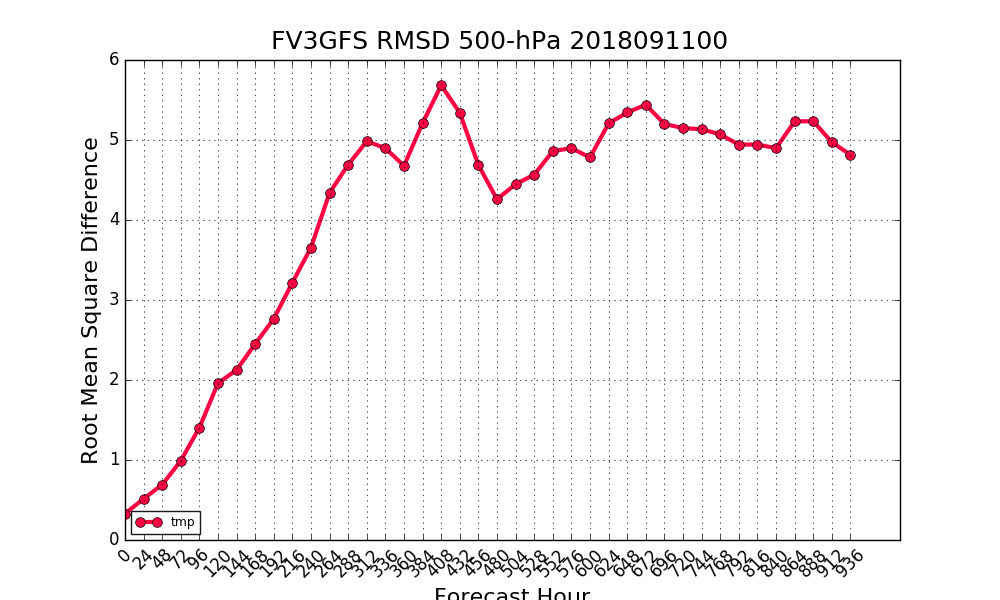 FV3GFS RMSD 500-hPa 2018091100
Root Mean Square Difference
6
5
4
3
2
1
0
tmp
0 24 48 72 96 120 144 168 192 216 240 264 288 312 336 360 384 408 432 456 480 504 528 552 576 600 624 648 672 696 720 744 768 792 816 840 864 888 912 936
Forecast Hour